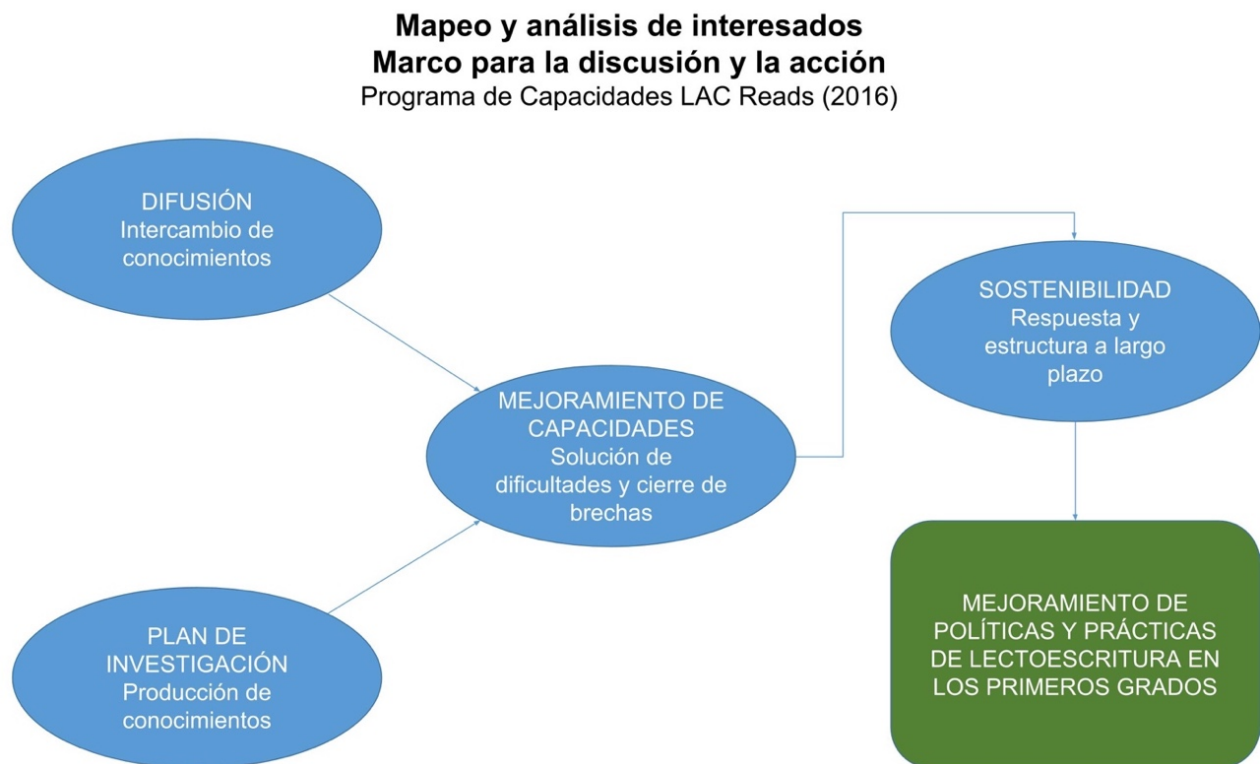 Mapeo y análisis de interesados
Marco para la discusión y la acción
Programa de Capacidades LAC Reads (2016)
DIFUSIÓN
Intercambio de
conocimientos
MEJORAMIENTO DE
CAPACIDADES
Solución de
dificultades y cierre de
brechas
PLAN DE
INVESTIGACIÓN
Producción de
conocimientos
SOSTENIBILIDAD
Respuesta y
estructura a largo
plazo
MEJORAMIENTO DE
POLÍTICAS Y PRÁCTICAS
DE LECTOESCRITURA EN
LOS PRIMEROS GRADOS